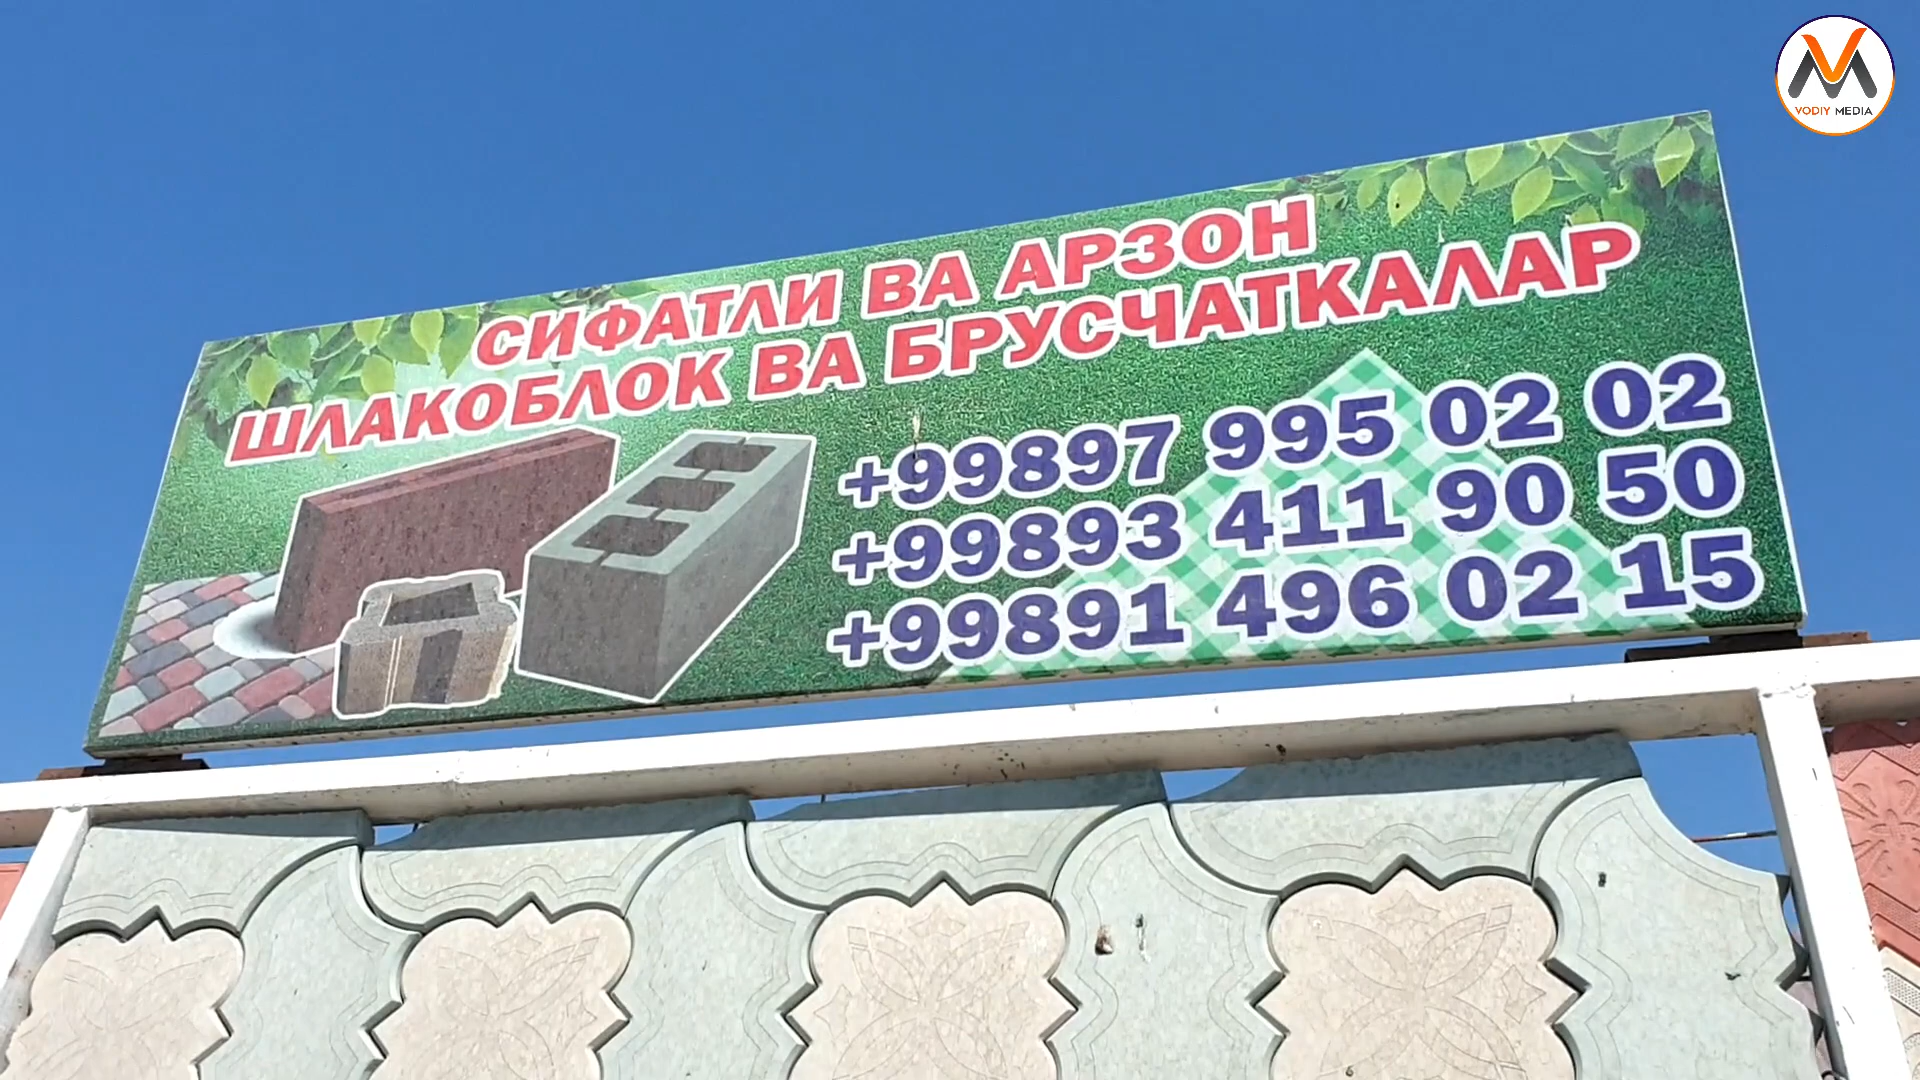 VODIY MEDIA
СИФАТЛИ ВА АРЗОН
ШЛАКОБЛОК ВА БРУСЧАТКАЛАР
+99897 995 02 02
+99893 411 90 50
+99891 496 02 15